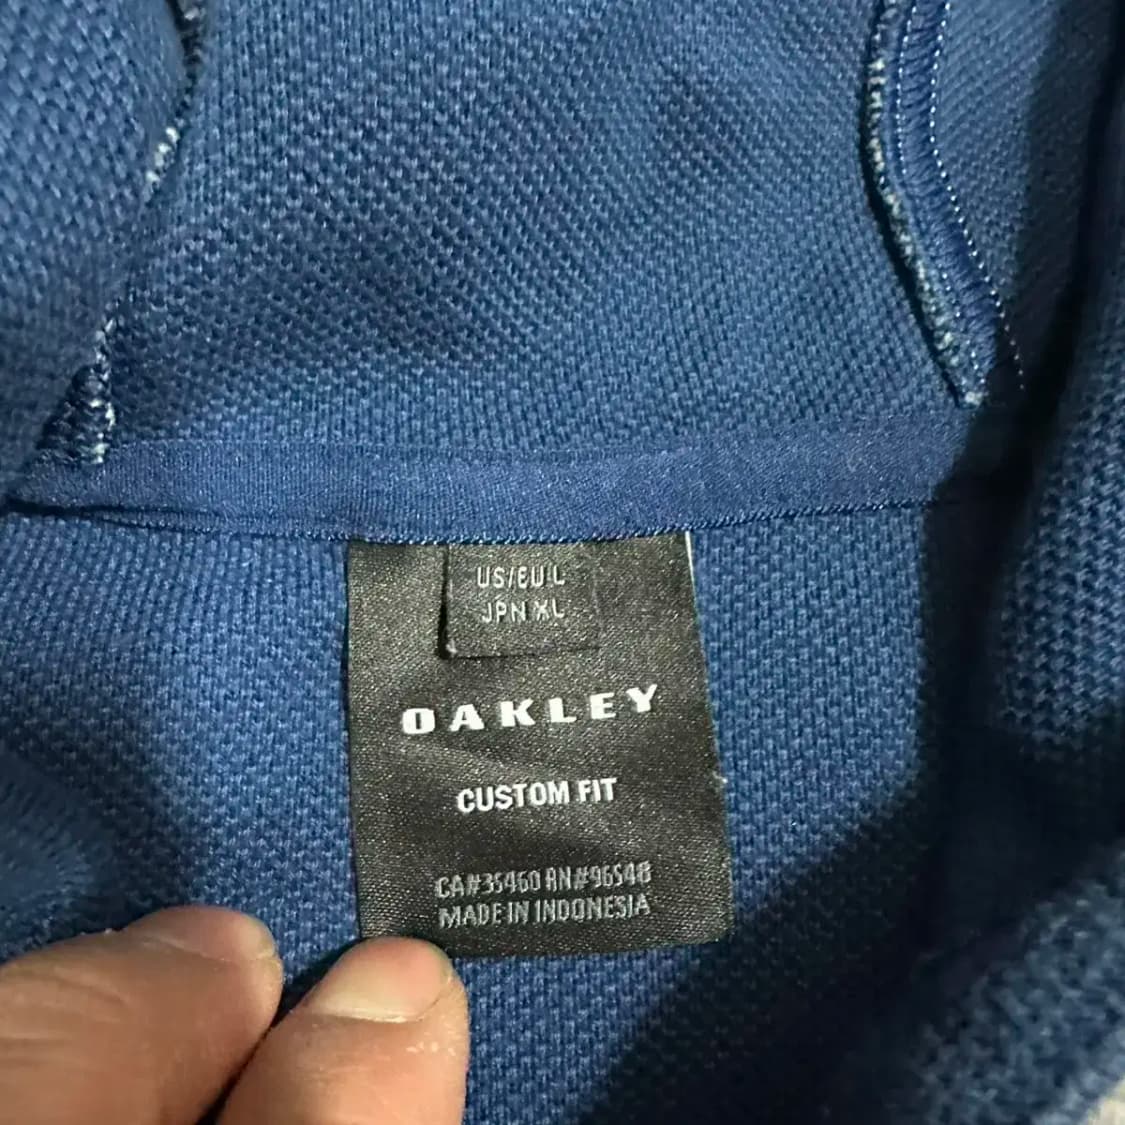 US/EU L
JPN XL
OAKLEY
CUSTOM FIT
CA#35460 RN#96548
MADE IN INDONESIA